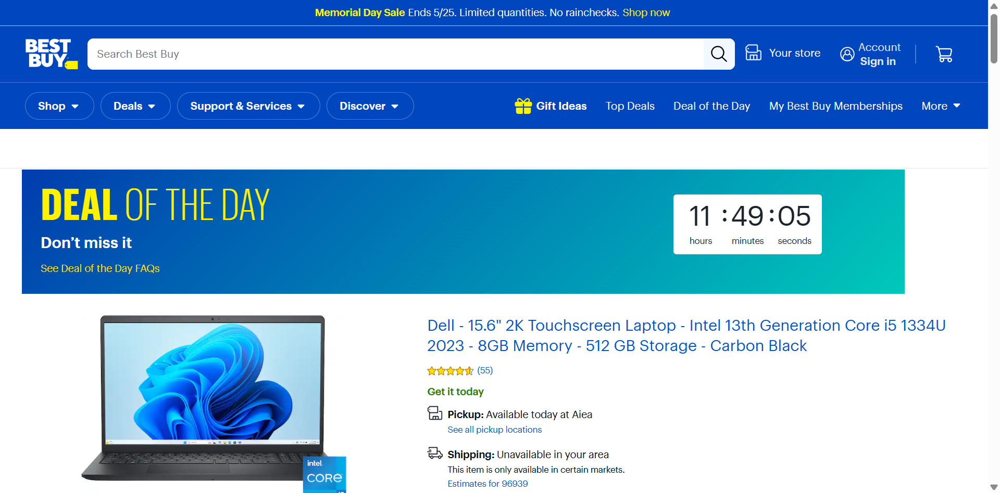 Memorial Day Sale Ends 5/25. Limited quantities. No rainchecks. Shop now
BEST
BUY
Search Best Buy
Your store
Account
Sign in
Shop
Deals
Support & Services
Discover
Gift Ideas
Top Deals
Deal of the Day
My Best Buy Memberships
More
DEAL OF THE DAY
Don’t miss it
See Deal of the Day FAQs
11 : 49 : 05
hours minutes seconds
Dell - 15.6" 2K Touchscreen Laptop - Intel 13th Generation Core i5 1334U
2023 - 8GB Memory - 512 GB Storage - Carbon Black
(55)
Get it today
Pickup: Available today at Aiea
See all pickup locations
Shipping: Unavailable in your area
This item is only available in certain markets.
Estimates for 96939
intel.
CORE